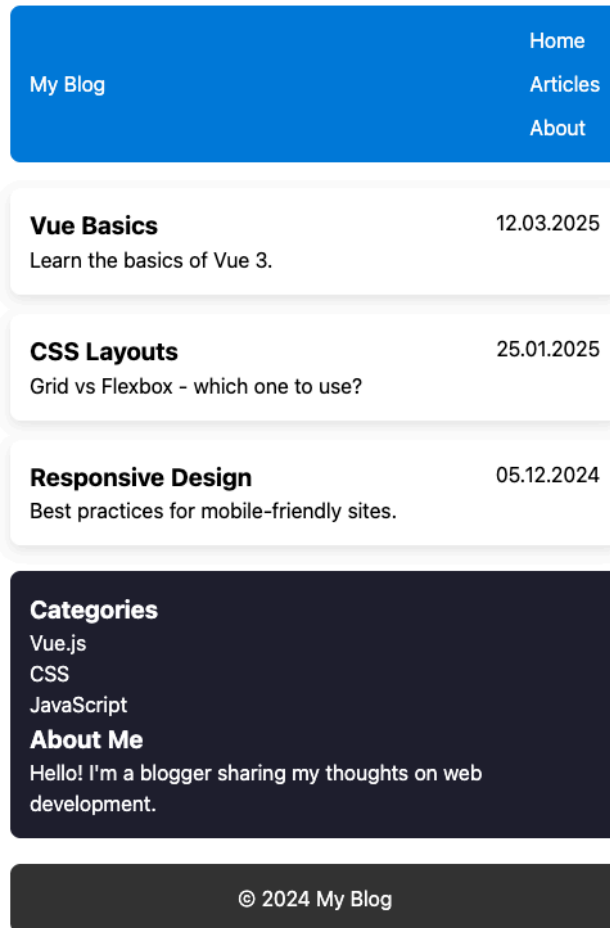 My Blog
Home
Articles
About
Vue Basics
12.03.2025
Learn the basics of Vue 3.
CSS Layouts
25.01.2025
Grid vs Flexbox - which one to use?
Responsive Design
05.12.2024
Best practices for mobile-friendly sites.
Categories
Vue.js
CSS
JavaScript
About Me
Hello! I'm a blogger sharing my thoughts on web
development.
© 2024 My Blog